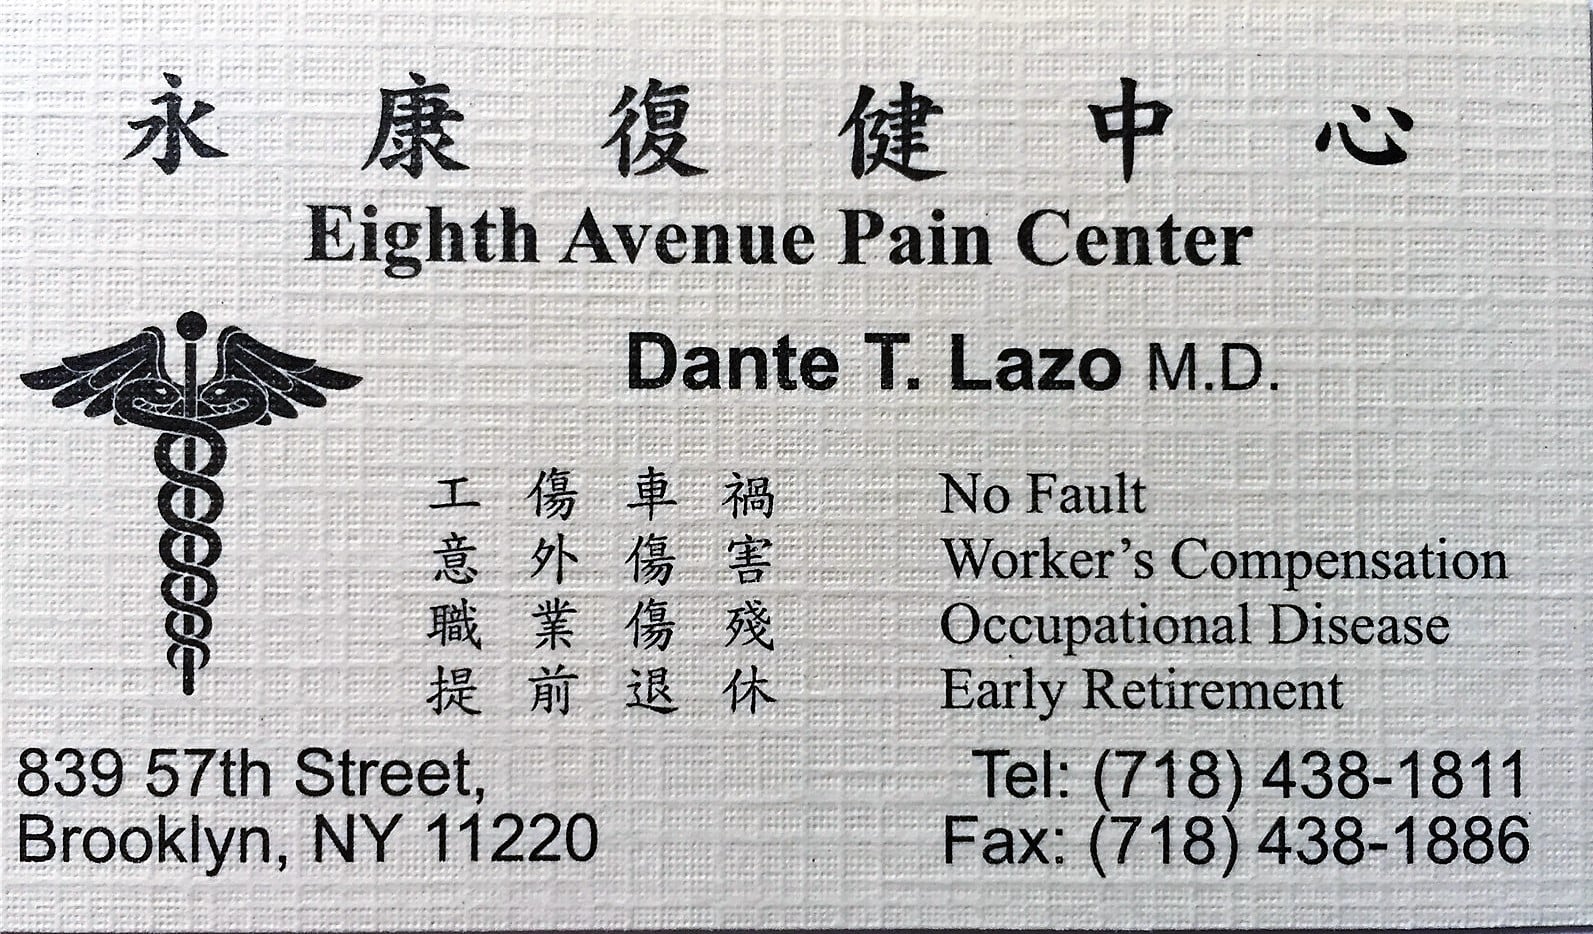 永康復健中心
Eighth Avenue Pain Center
Dante T. Lazo M.D.
工傷車禍 No Fault
意外傷害 Worker's Compensation
職業傷殘 Occupational Disease
提前退休 Early Retirement
839 57th Street, Tel: (718) 438-1811
Brooklyn, NY 11220 Fax: (718) 438-1886